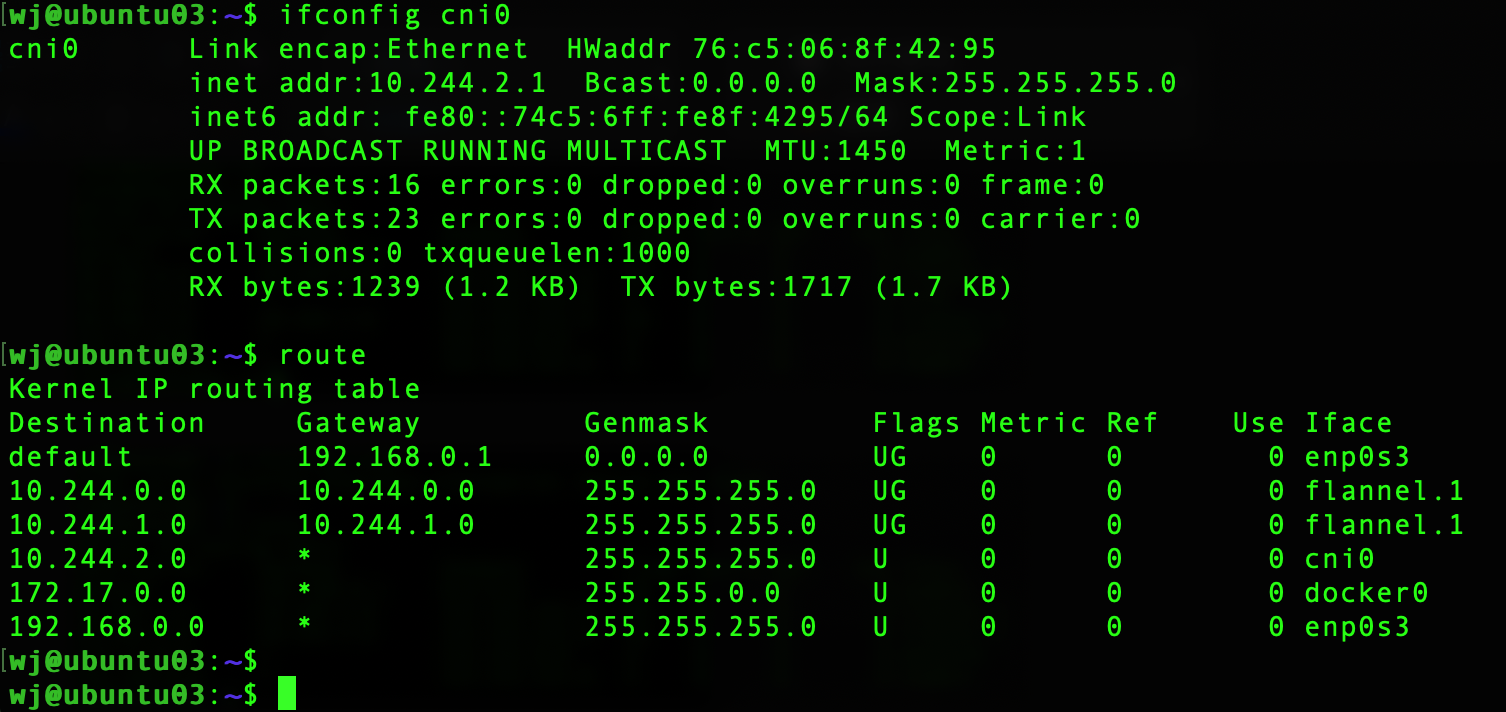 [wj@ubuntu03:~$ ifconfig cni0
cni0      Link encap:Ethernet  HWaddr 76:c5:06:8f:42:95
          inet addr:10.244.2.1  Bcast:0.0.0.0  Mask:255.255.255.0
          inet6 addr: fe80::74c5:6ff:fe8f:4295/64 Scope:Link
          UP BROADCAST RUNNING MULTICAST  MTU:1450  Metric:1
          RX packets:16 errors:0 dropped:0 overruns:0 frame:0
          TX packets:23 errors:0 dropped:0 overruns:0 carrier:0
          collisions:0 txqueuelen:1000
          RX bytes:1239 (1.2 KB)  TX bytes:1717 (1.7 KB)

[wj@ubuntu03:~$ route
Kernel IP routing table
Destination     Gateway         Genmask         Flags Metric Ref    Use Iface
default         192.168.0.1     0.0.0.0         UG    0      0        0 enp0s3
10.244.0.0      10.244.0.0      255.255.255.0   UG    0      0        0 flannel.1
10.244.1.0      10.244.1.0      255.255.255.0   UG    0      0        0 flannel.1
10.244.2.0      *               255.255.255.0   U     0      0        0 cni0
172.17.0.0      *               255.255.0.0     U     0      0        0 docker0
192.168.0.0     *               255.255.255.0   U     0      0        0 enp0s3
[wj@ubuntu03:~$
wj@ubuntu03:~$